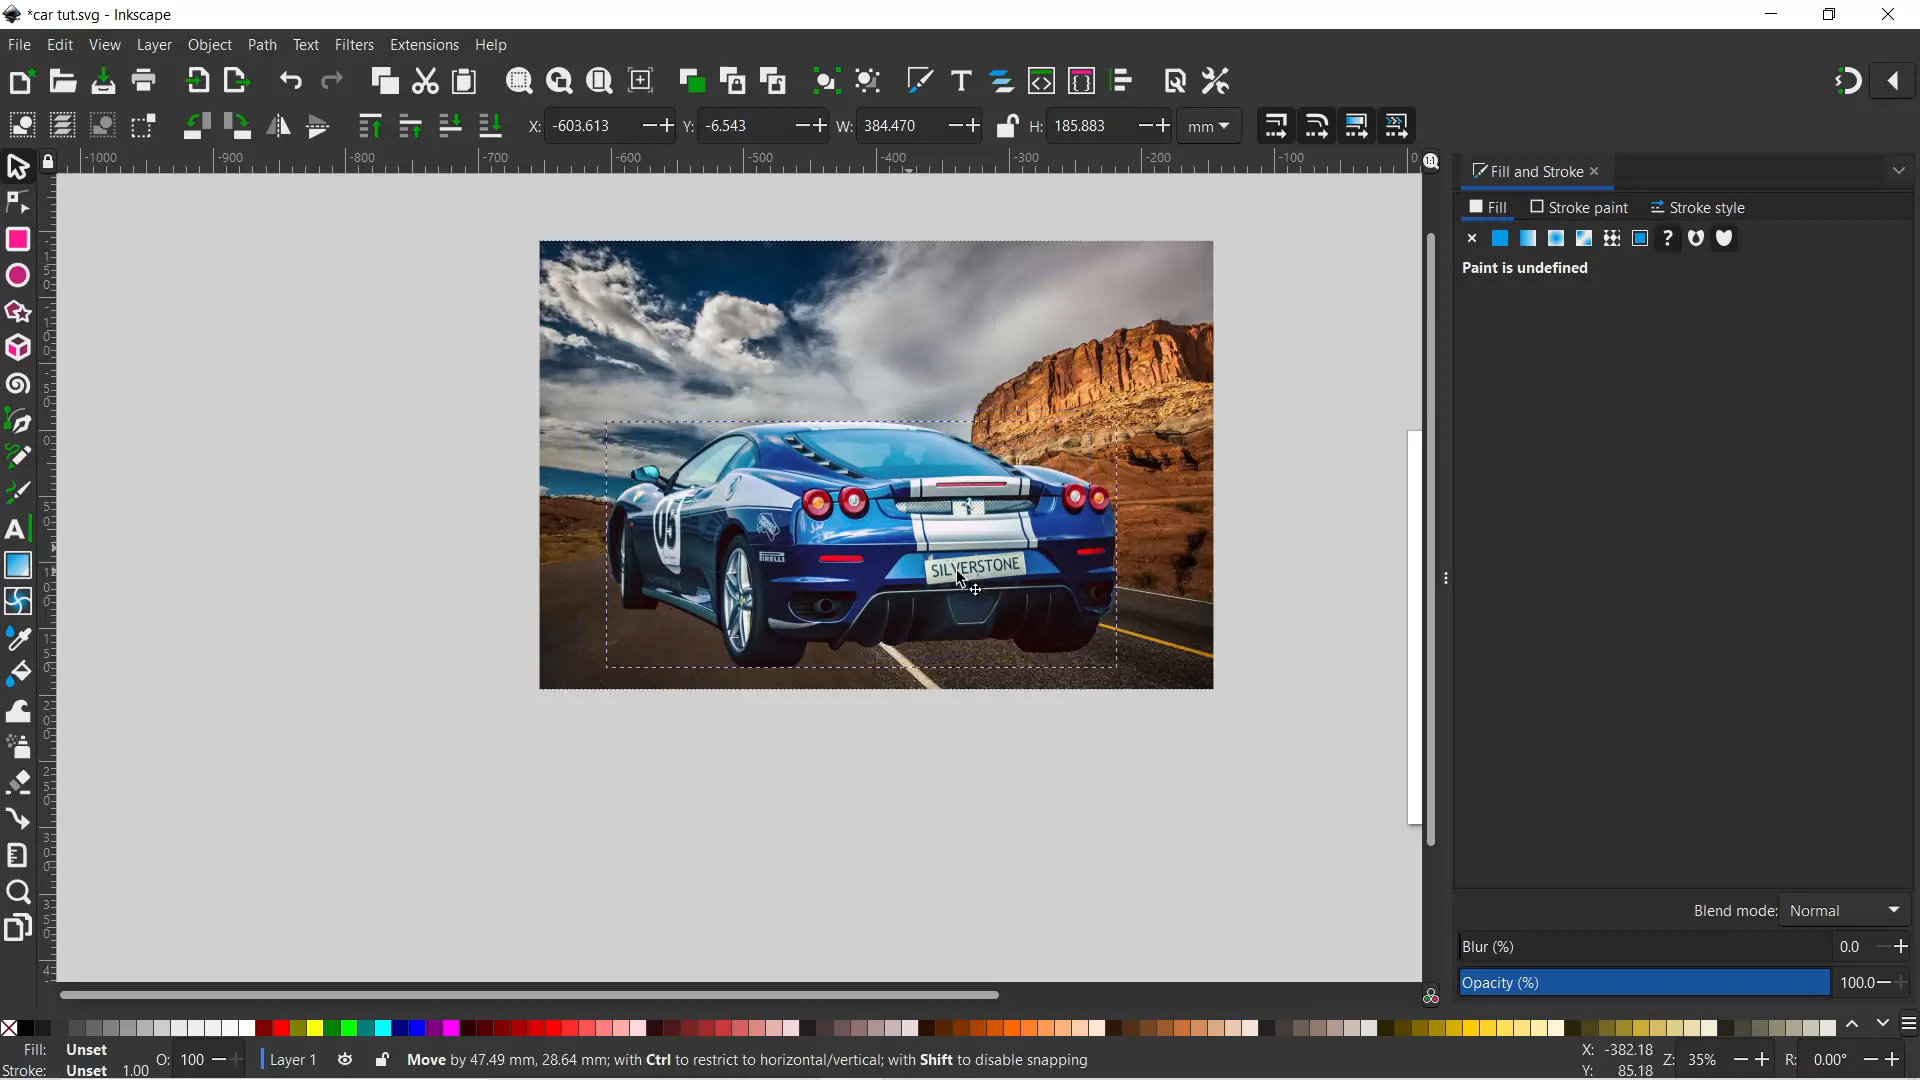 *car tut.svg - Inkscape
File Edit View Layer Object Path Text Filters Extensions Help
X: -603.613 Y: -6.543 W: 384.470 H: 185.883 mm
-1000 -900 -800 -700 -600 -500 -400 -300 -200 -100 0
Fill and Stroke
Fill Stroke paint Stroke style
Paint is undefined
PIRELLI
SILVERSTONE
Blend mode: Normal
Blur (%) 0.0
Opacity (%) 100.0
Fill: Unset
Stroke: Unset 1.00
O: 100
Layer 1
Move by 47.49 mm, 28.64 mm; with Ctrl to restrict to horizontal/vertical; with Shift to disable snapping
X: -382.18
Y: 85.18
Z: 35%
R: 0.00°